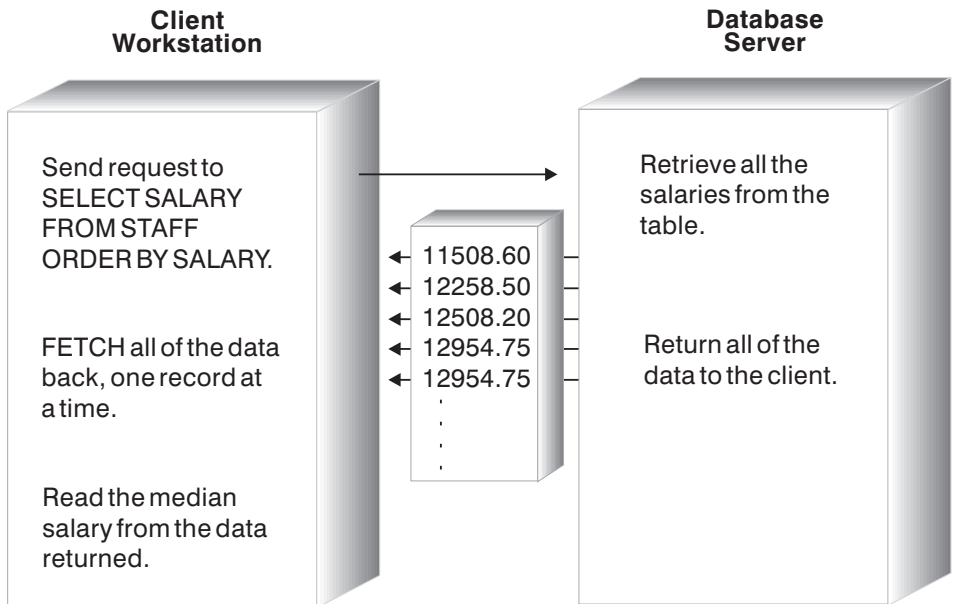 Client
Workstation
Database
Server
Send request to
SELECT SALARY
FROM STAFF
ORDER BY SALARY.
FETCH all of the data
back, one record at
a time.
Read the median
salary from the data
returned.
11508.60
12258.50
12508.20
12954.75
12954.75
Retrieve all the
salaries from the
table.
Return all of the
data to the client.